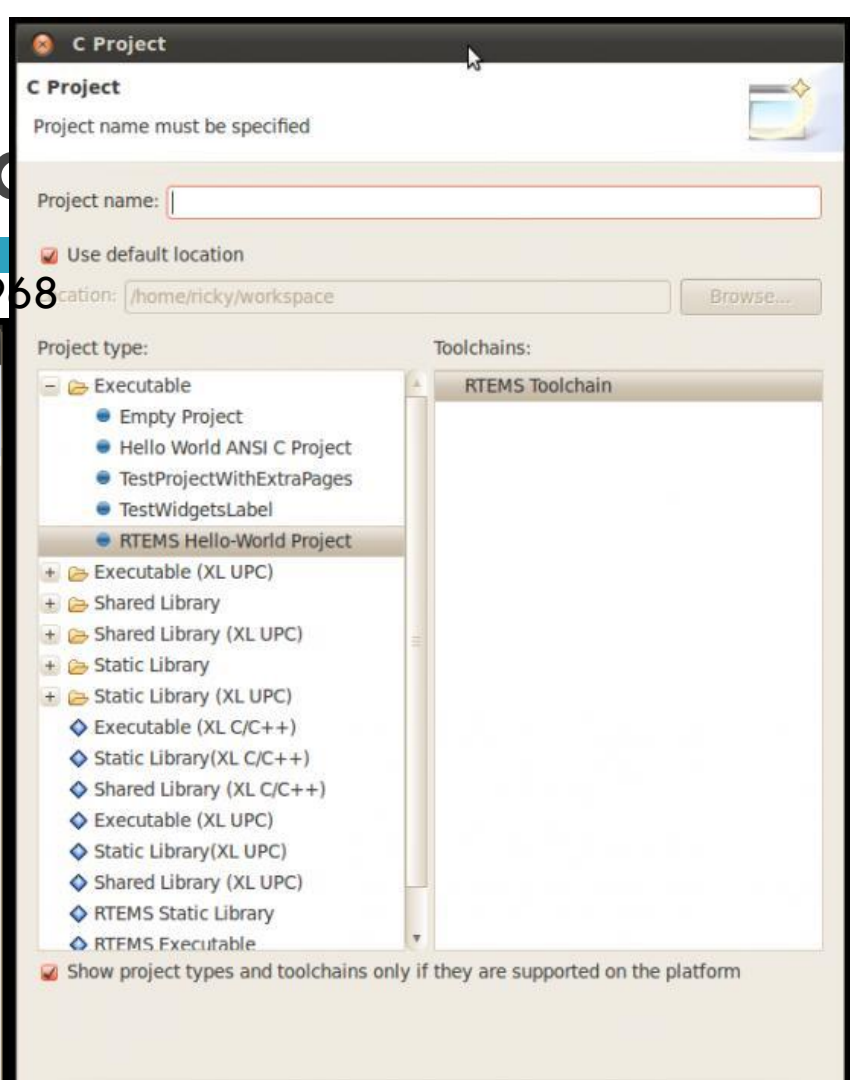 C Project
C Project
Project name must be specified
Project name:
Use default location
68
cation: /home/ricky/workspace Browse...
Project type: Toolchains:
Executable RTEMS Toolchain
Empty Project
Hello World ANSI C Project
TestProjectWithExtraPages
TestWidgetsLabel
RTEMS Hello-World Project
Executable (XL UPC)
Shared Library
Shared Library (XL UPC)
Static Library
Static Library (XL UPC)
Executable (XL C/C++)
Static Library(XL C/C++)
Shared Library (XL C/C++)
Executable (XL UPC)
Static Library(XL UPC)
Shared Library (XL UPC)
RTEMS Static Library
RTEMS Executable
Show project types and toolchains only if they are supported on the platform